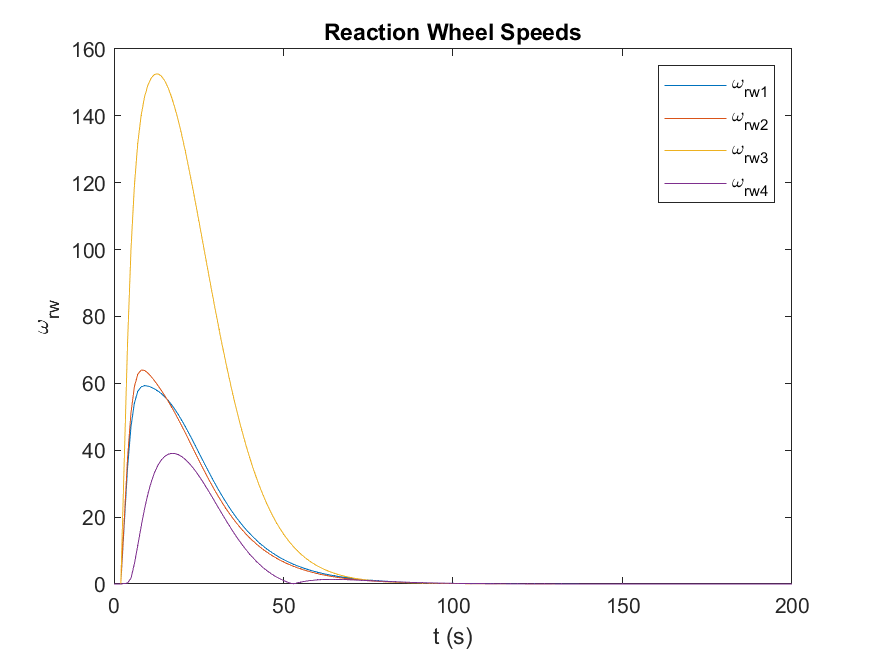 Reaction Wheel Speeds
160
140
120
100
80
60
40
20
0
ω_rw
ω_rw1
ω_rw2
ω_rw3
ω_rw4
0 50 100 150 200
t (s)